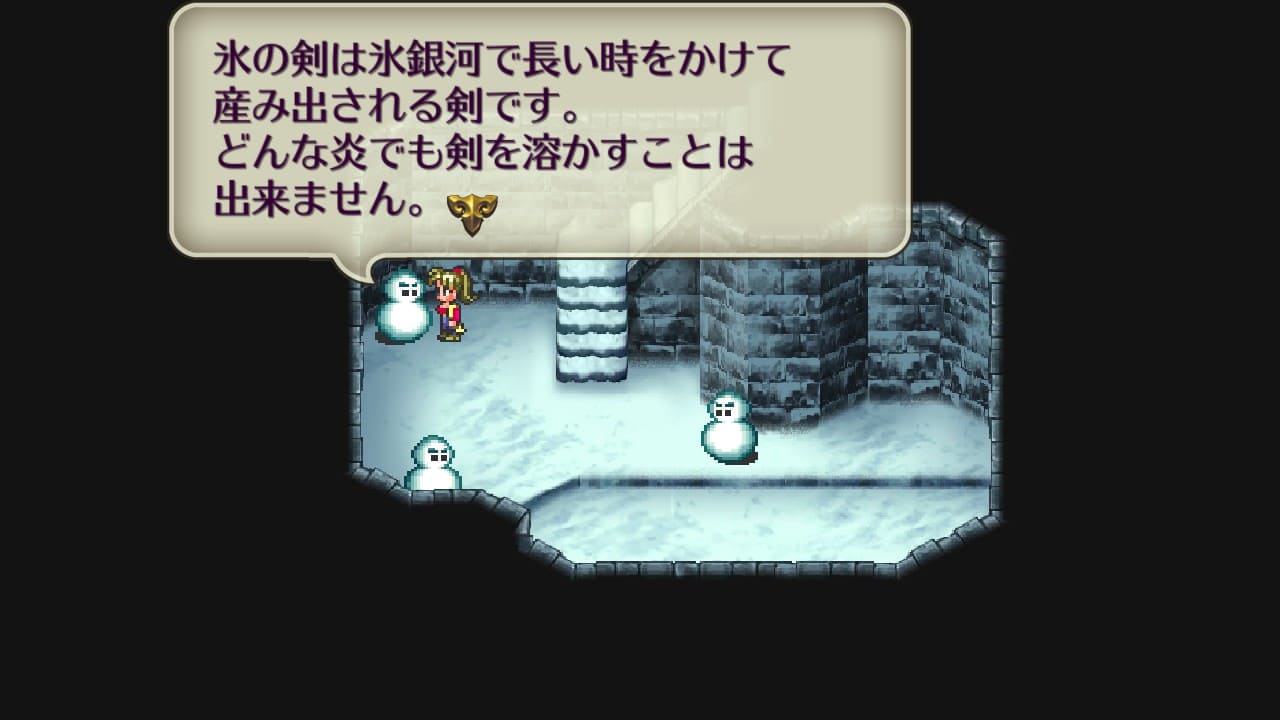 氷の剣は氷銀河で長い時をかけて
産み出される剣です。
どんな炎でも剣を溶かすことは
出来ません。